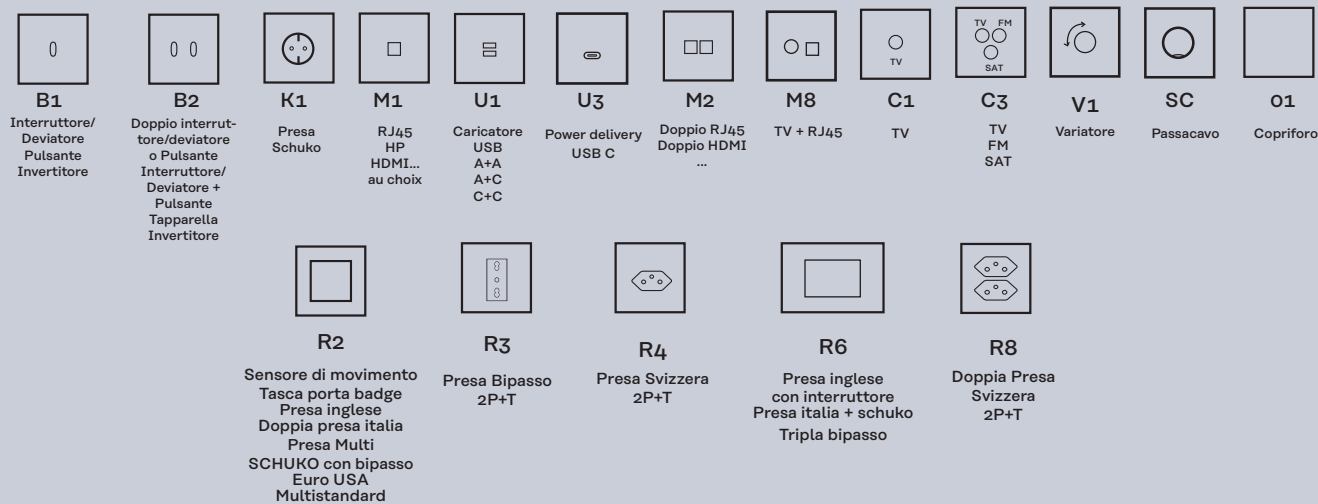 TV
TV FM
SAT
B1
Interruttore/
Deviatore
Pulsante
Invertitore
B2
Doppio interrut-
tore/deviatore
o Pulsante
Interruttore/
Deviatore +
Pulsante
Tapparella
Invertitore
K1
Presa
Schuko
M1
RJ45
HP
HDMI...
au choix
U1
Caricatore
USB
A+A
A+C
C+C
U3
Power delivery
USB C
M2
Doppio RJ45
Doppio HDMI
...
M8
TV + RJ45
C1
TV
C3
TV
FM
SAT
V1
Variatore
SC
Passacavo
01
Copriforo
R2
Sensore di movimento
Tasca porta badge
Presa inglese
Doppia presa italia
Presa Multi
SCHUKO con bipasso
Euro USA
Multistandard
R3
Presa Bipasso
2P+T
R4
Presa Svizzera
2P+T
R6
Presa inglese
con interruttore
Presa italia + schuko
Tripla bipasso
R8
Doppia Presa
Svizzera
2P+T